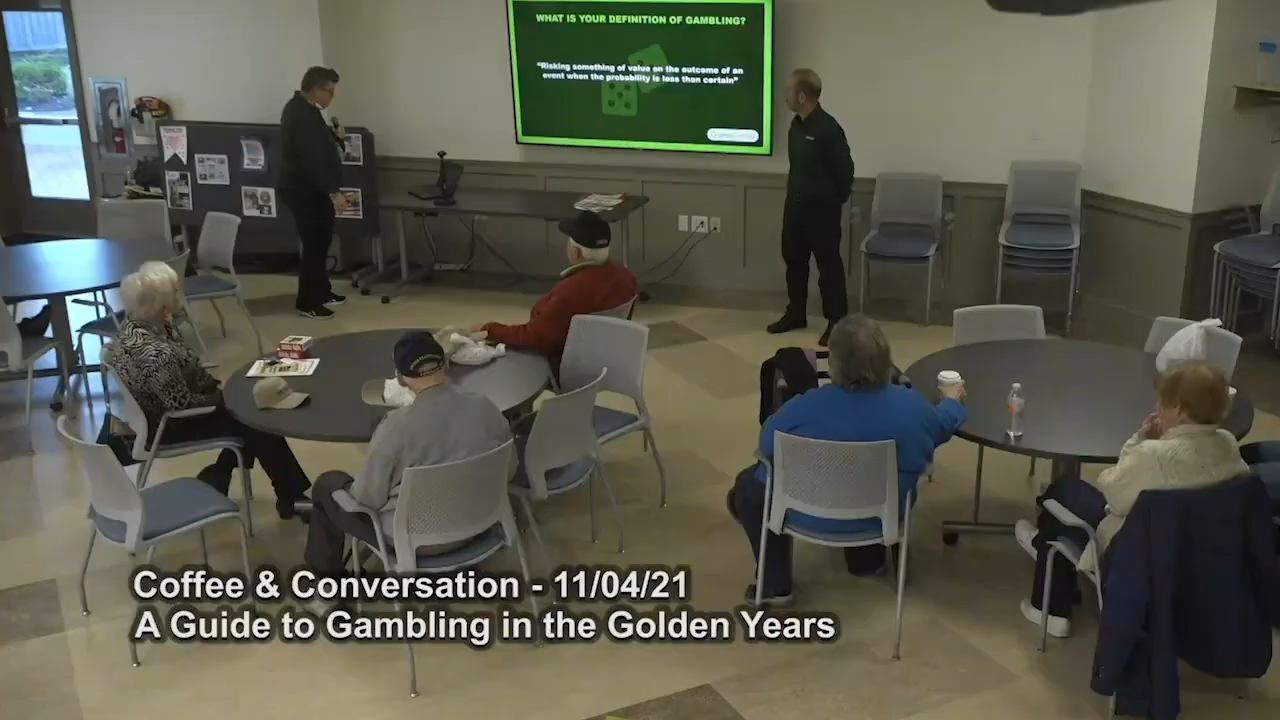 WHAT IS YOUR DEFINITION OF GAMBLING?
"Risking something of value on the outcome of an
event when the probability is less than certain"
Coffee & Conversation - 11/04/21
A Guide to Gambling in the Golden Years